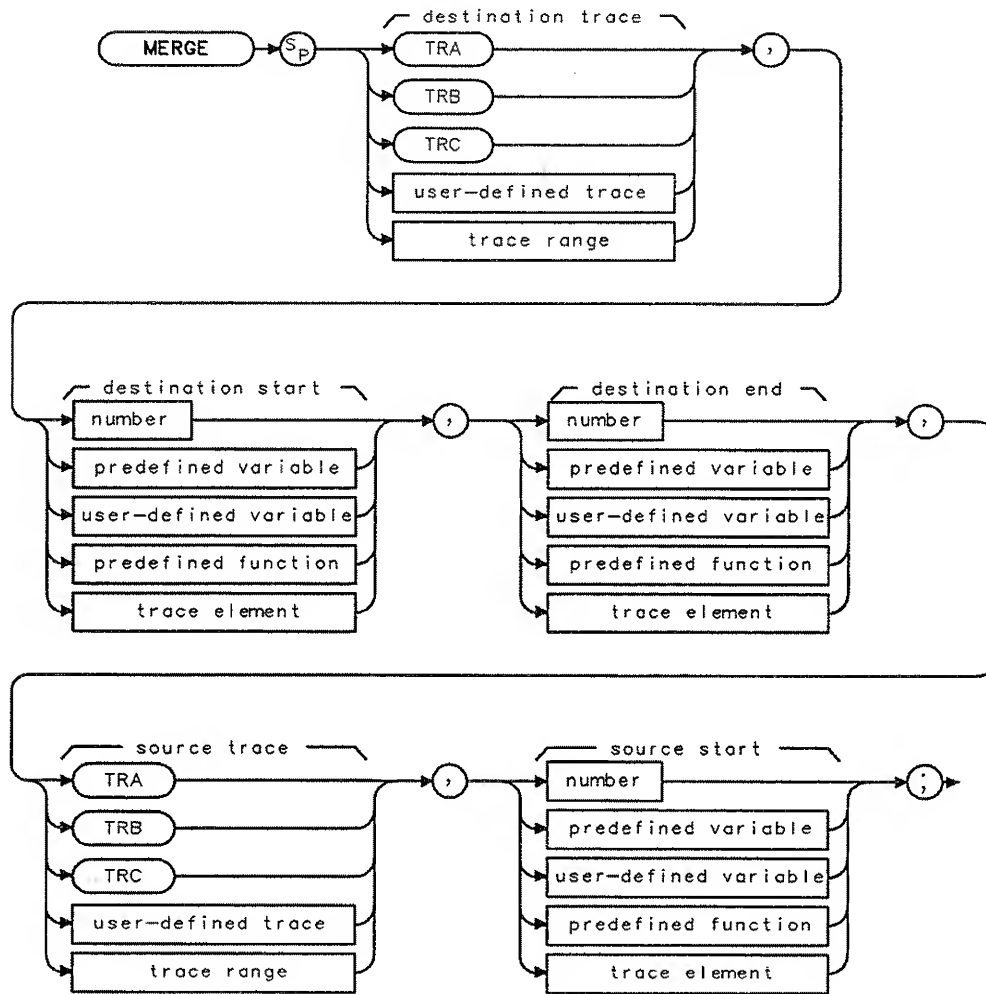 destination trace
MERGE SP TRA ,
TRB
TRC
user-defined trace
trace range
destination start destination end
number , number ,
predefined variable predefined variable
user-defined variable user-defined variable
predefined function predefined function
trace element trace element
source trace source start
TRA , number ;
TRB predefined variable
TRC user-defined variable
user-defined trace predefined function
trace range trace element